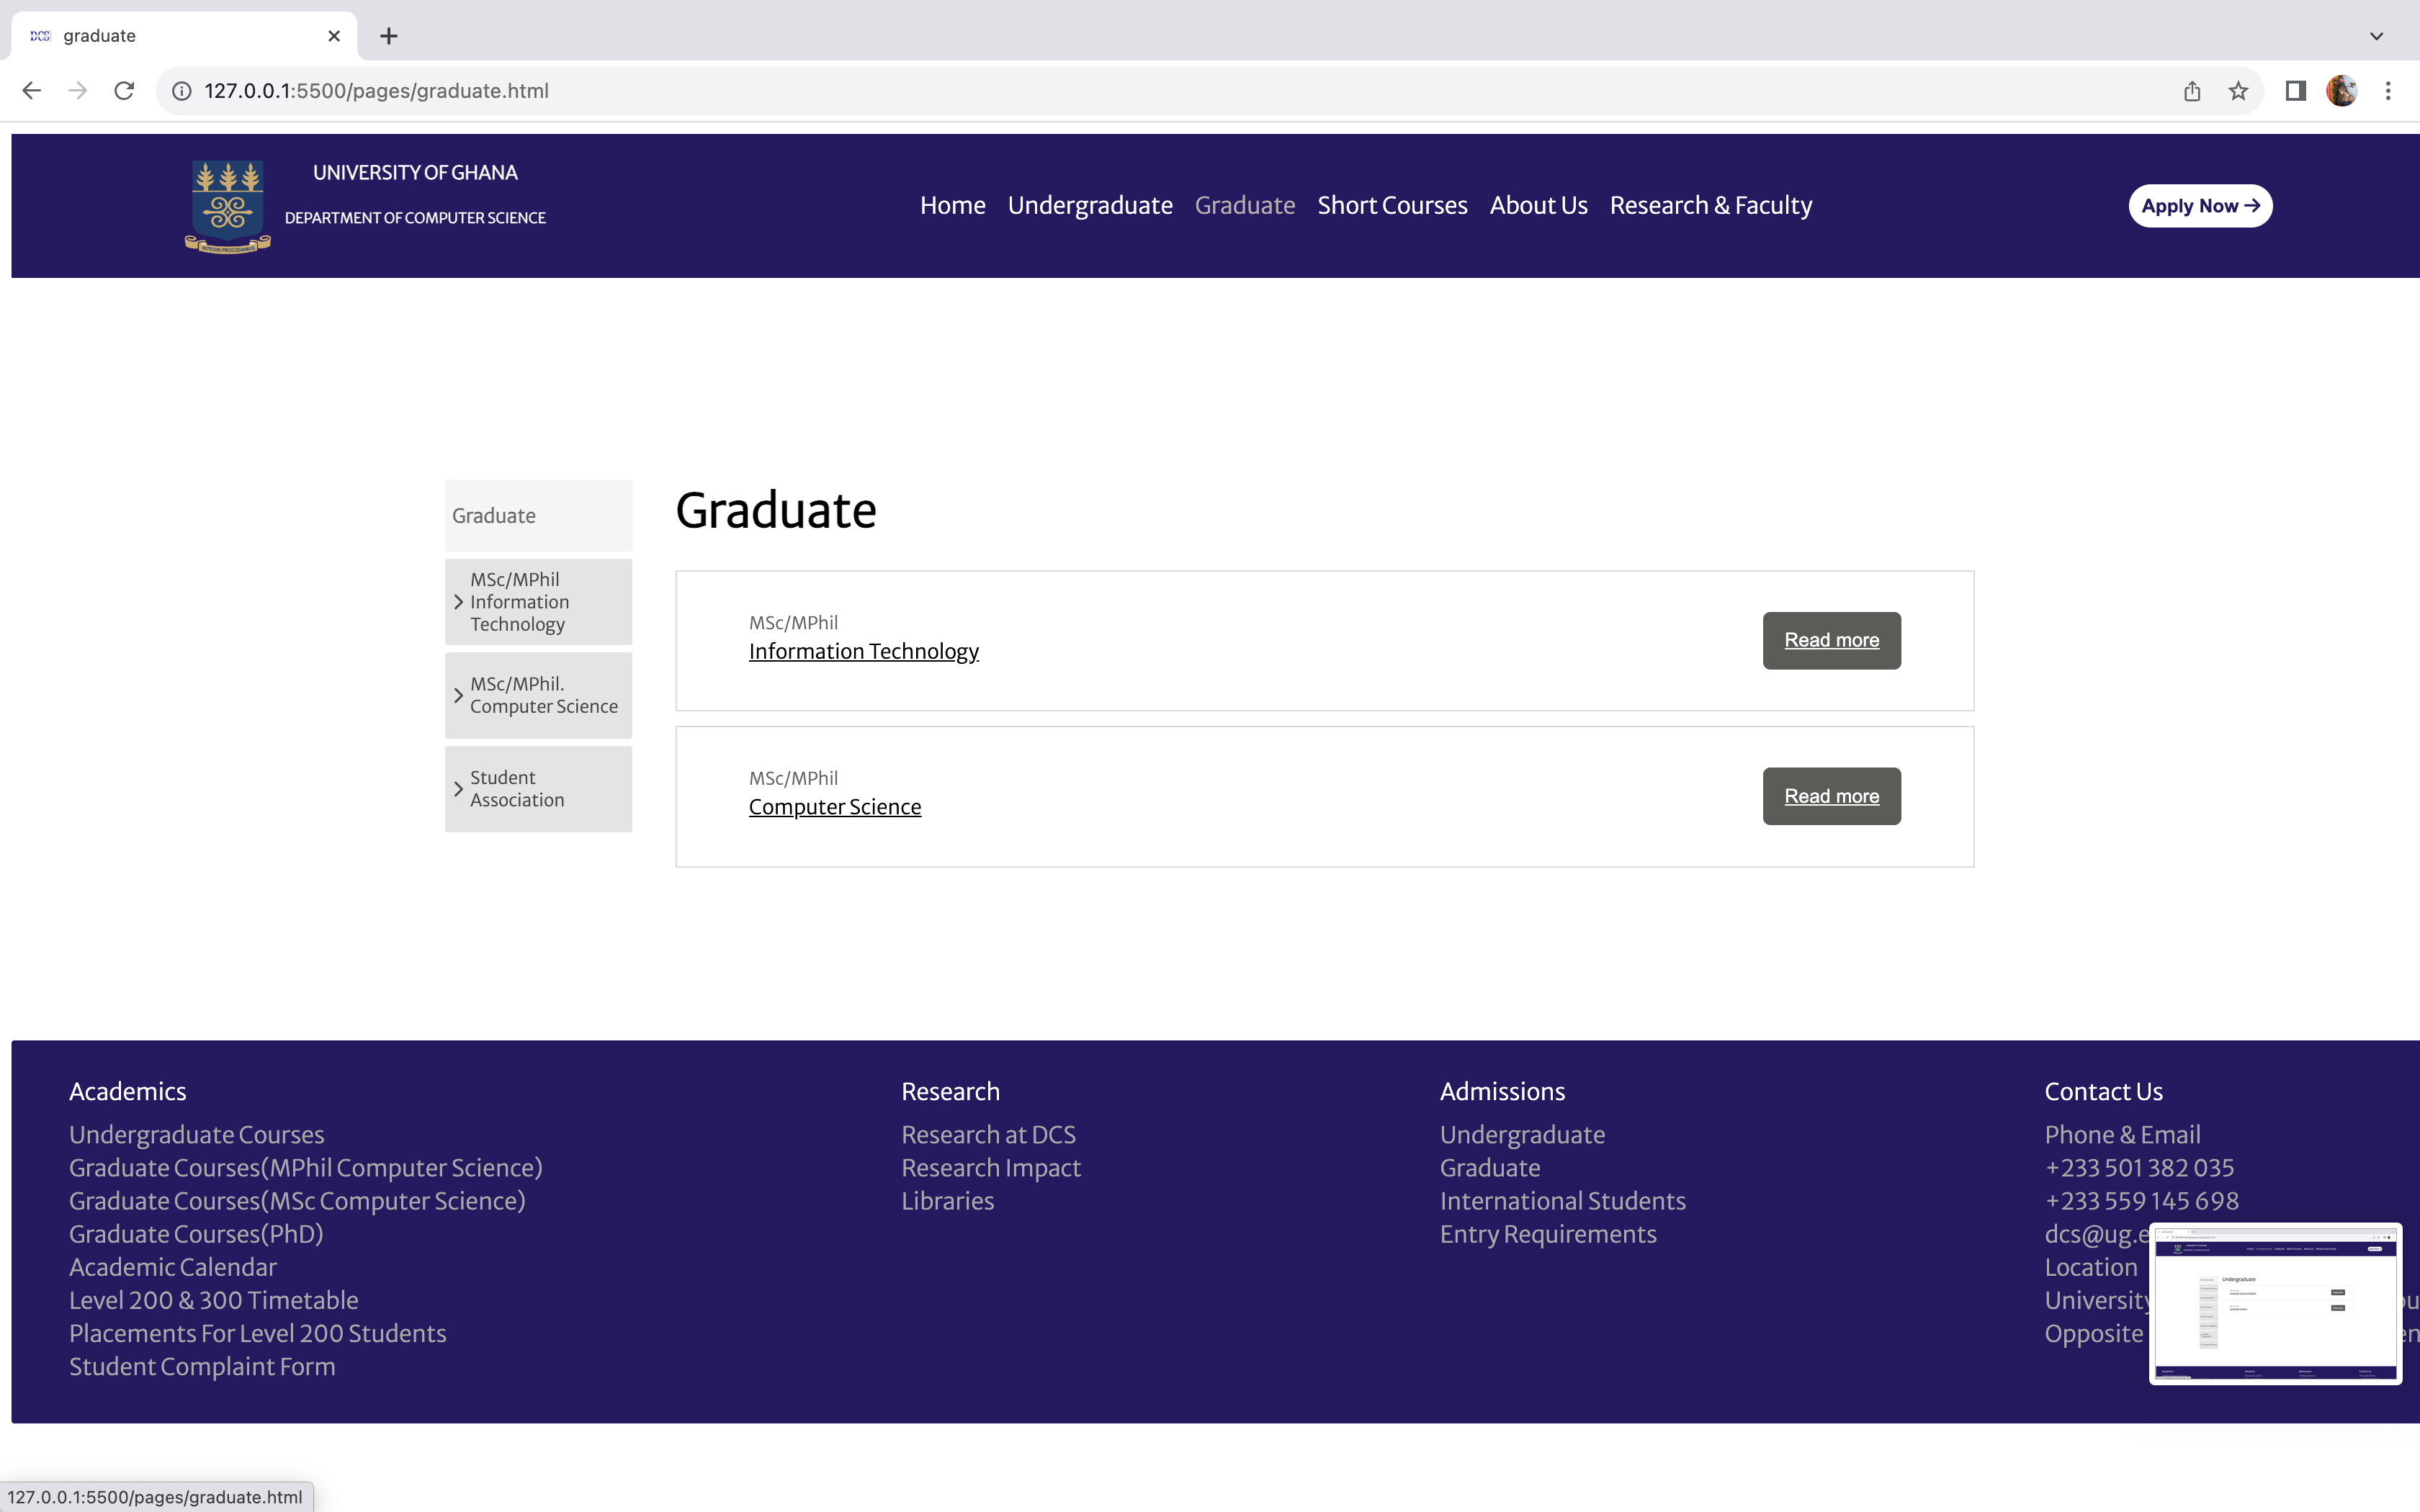 DCS graduate
127.0.0.1:5500/pages/graduate.html
UNIVERSITY OF GHANA
DEPARTMENT OF COMPUTER SCIENCE
INTEGRI PROCEDAMUS
Home Undergraduate Graduate Short Courses About Us Research & Faculty
Apply Now →
Graduate
MSc/MPhil
Information
Technology
MSc/MPhil.
Computer Science
Student
Association
Graduate
MSc/MPhil
Information Technology
Read more
MSc/MPhil
Computer Science
Read more
Academics
Undergraduate Courses
Graduate Courses(MPhil Computer Science)
Graduate Courses(MSc Computer Science)
Graduate Courses(PhD)
Academic Calendar
Level 200 & 300 Timetable
Placements For Level 200 Students
Student Complaint Form
Research
Research at DCS
Research Impact
Libraries
Admissions
Undergraduate
Graduate
International Students
Entry Requirements
Contact Us
Phone & Email
+233 501 382 035
+233 559 145 698
dcs@ug.e
Location
University
Opposite
Undergraduate
127.0.0.1:5500/pages/graduate.html